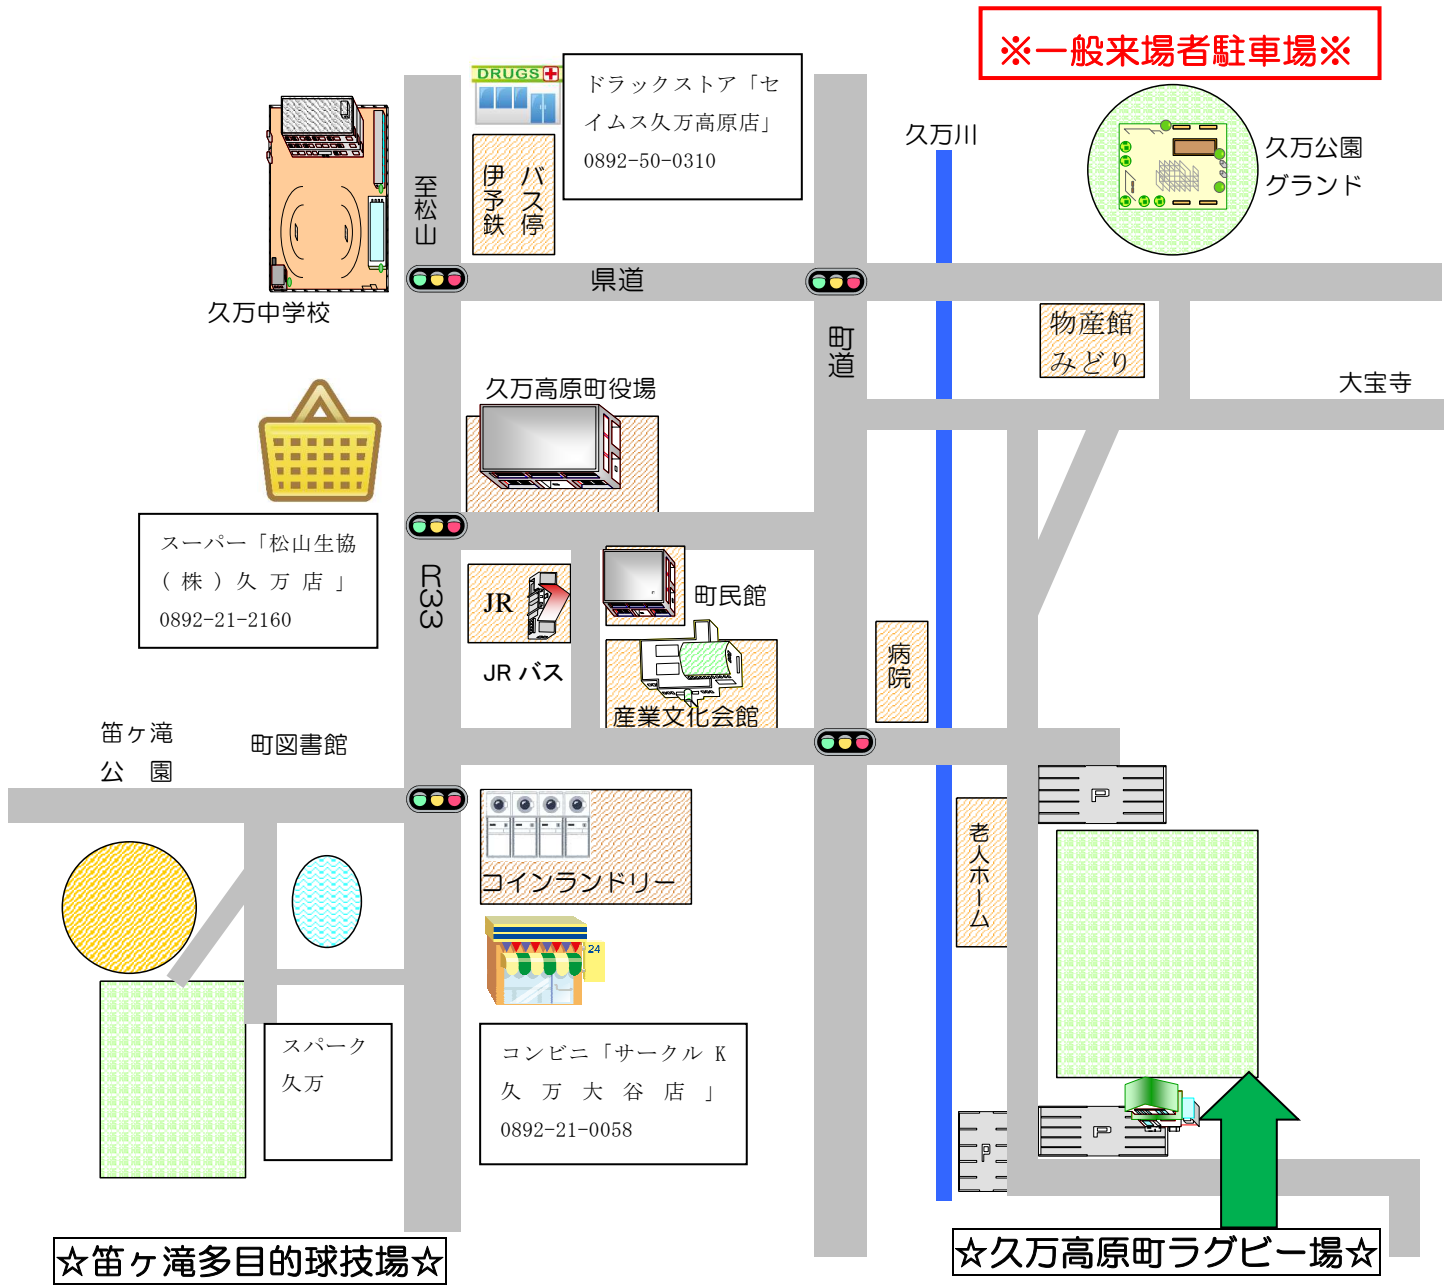 ※一般来場者駐車場※
DRUGS
ドラックストア「セ
イムス久万高原店」
0892-50-0310
久万川
久万公園
グランド
伊予鉄
バス停
至松山
県道
久万中学校
町道
物産館
みどり
大宝寺
久万高原町役場
スーパー「松山生協
(株)久万店」
0892-21-2160
R33
JR
JR バス
町民館
産業文化会館
病院
笛ヶ滝
公 園
町図書館
P
老人ホーム
コインランドリー
24
スパーク
久万
コンビニ「サークル K
久万大谷店」
0892-21-0058
P
P
☆笛ヶ滝多目的球技場☆
☆久万高原町ラグビー場☆